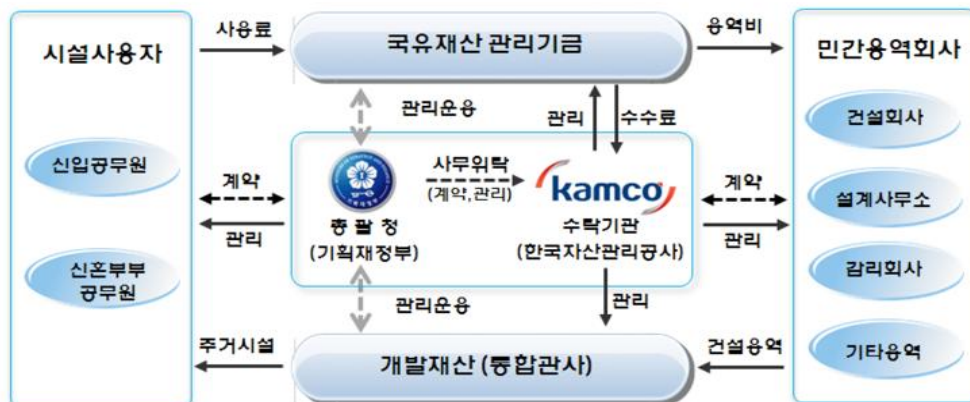 시설사용자
신입공무원
신혼부부
공무원
사용료
국유재산 관리기금
용역비
관리운용
관리
수수료
계약
관리
총 괄 청
(기획재정부)
사무위탁
(계약,관리)
kamco
수탁기관
(한국자산관리공사)
계약
관리
관리운용
관리
주거시설
개발재산 (통합관사)
건설용역
민간용역회사
건설회사
설계사무소
감리회사
기타용역